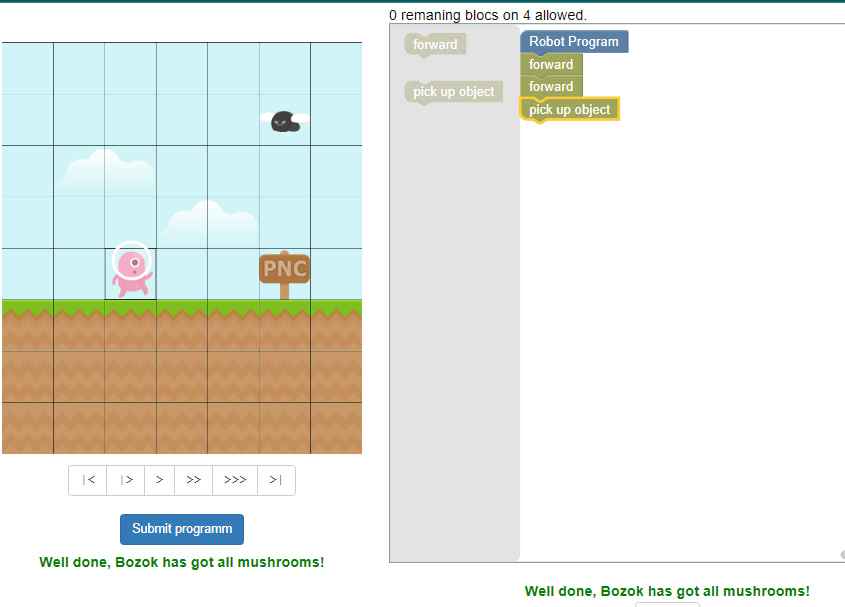 0 remaning blocs on 4 allowed.
forward
pick up object
Robot Program
forward
forward
pick up object
PNC
|< |> > >> >>> >|
Submit programm
Well done, Bozok has got all mushrooms!
Well done, Bozok has got all mushrooms!